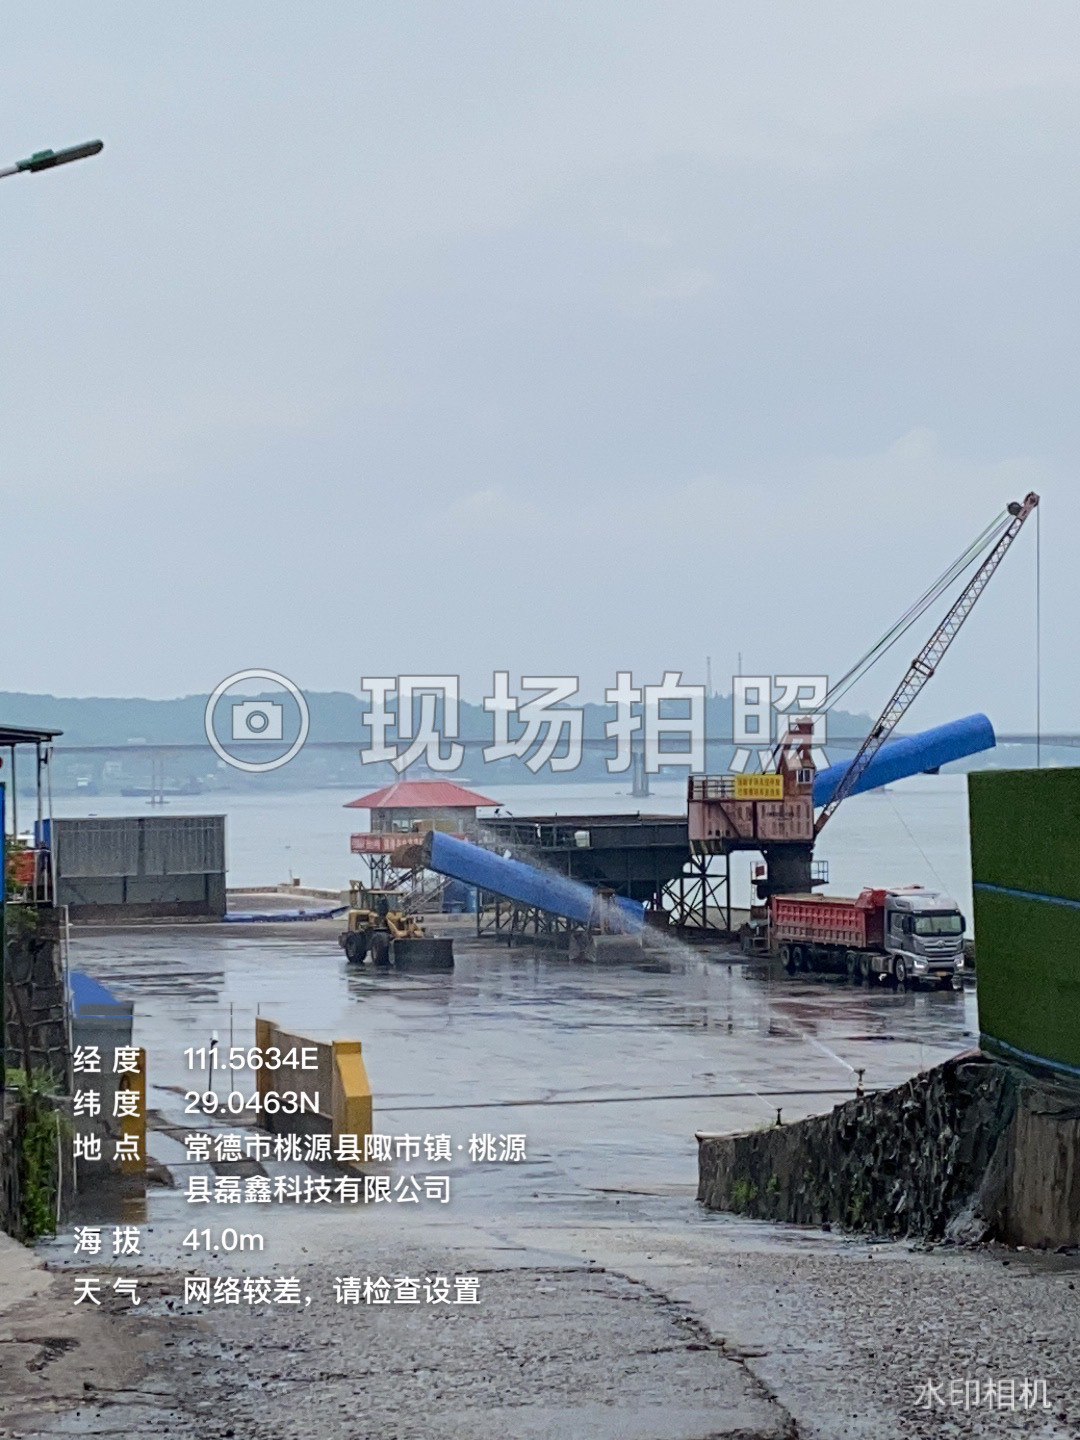 现场拍照
经度 111.5634E
纬度 29.0463N
地点 常德市桃源县陬市镇·桃源
县磊鑫科技有限公司
海拔 41.0m
天气 网络较差，请检查设置
水印相机